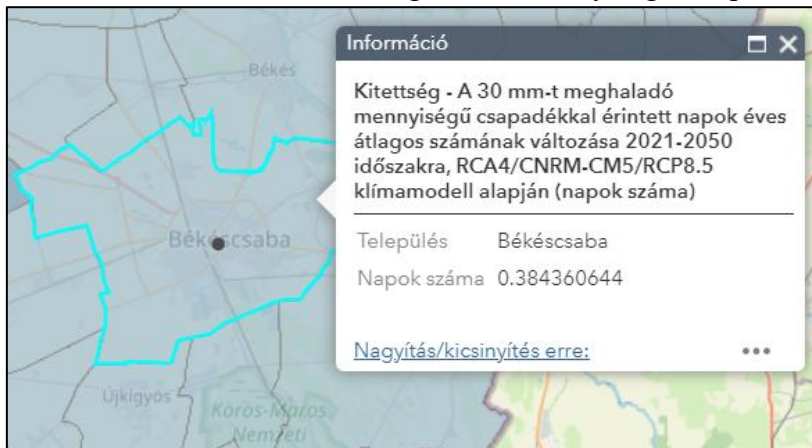 Békés
Békéscsaba
Újkígyós
Körös-Maros
Nemzeti
Információ
Kitettség - A 30 mm-t meghaladó
mennyiségű csapadékkal érintett napok éves
átlagos számának változása 2021-2050
időszakra, RCA4/CNRM-CM5/RCP8.5
klímamodell alapján (napok száma)
Település Békéscsaba
Napok száma 0.384360644
Nagyítás/kicsinyítés erre: